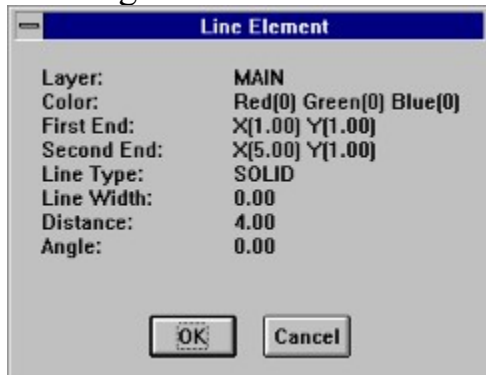 Line Element
Layer: MAIN
Color: Red(0) Green(0) Blue(0)
First End: X(1.00) Y(1.00)
Second End: X(5.00) Y(1.00)
Line Type: SOLID
Line Width: 0.00
Distance: 4.00
Angle: 0.00
OK Cancel